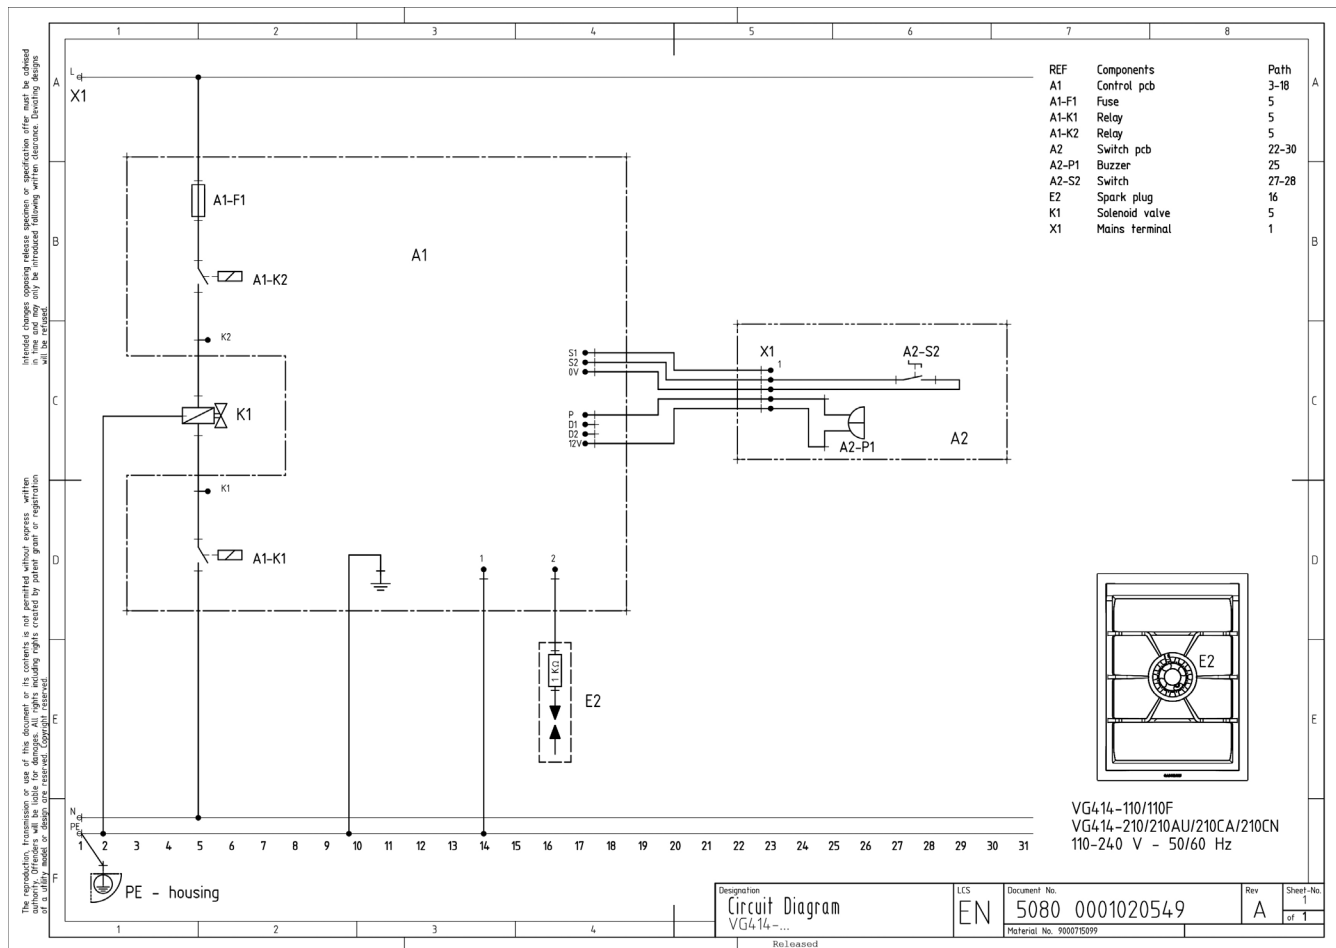 1 2 3 4 5 6 7 8
A A
L
X1
REF Components Path
A1 Control pcb 3-18
A1-F1 Fuse 5
A1-K1 Relay 5
A1-K2 Relay 5
A2 Switch pcb 22-30
A2-P1 Buzzer 25
A2-S2 Switch 27-28
E2 Spark plug 16
K1 Solenoid valve 5
X1 Mains terminal 1
Intended changes opposing release specimen or specification offer must be advised
in time and may only be introduced following written clearance. Deviating designs
will be refused.
B B
A1-F1
A1
A1-K2
K2
C C
K1
K1
A1-K1
S1
S2
0V
P
D1
D2
12V
X1
1
A2-S2
A2-P1
A2
D D
1 2
1 KΩ
E2
E2
E E
The reproduction, transmission or use of this document or its contents is not permitted without express written
authority. Offenders will be liable for damages. All rights including rights created by patent grant or registration
of a utility model or design are reserved. Copyright reserved.
N
PE
1 2 3 4 5 6 7 8 9 10 11 12 13 14 15 16 17 18 19 20 21 22 23 24 25 26 27 28 29 30 31
VG414-110/110F
VG414-210/210AU/210CA/210CN
110-240 V - 50/60 Hz
F
PE - housing
Designation
Circuit Diagram
VG414-...
LCS
EN
Document No.
5080 0001020549
Material No. 9000715099
Rev
A
Sheet-No.
1
of 1
1 2 3 4
Released